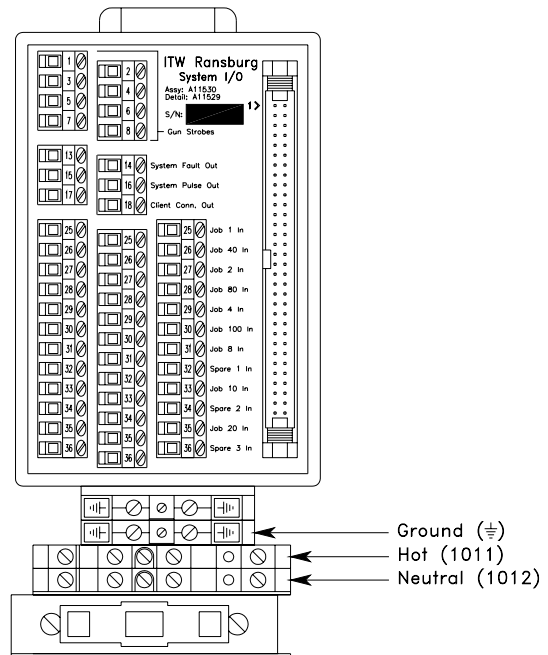 ITW Ransburg
System I/O
Assy: A11530
Detail: A11529
S/N:
1>
1
3
5
7
2
4
6
8
Gun Strobes
13
15
17
14 System Fault Out
16 System Pulse Out
18 Client Conn. Out
25
26
27
28
29
30
31
32
33
34
35
36
25
26
27
28
29
30
31
32
33
34
35
36
25 Job 1 In
26 Job 40 In
27 Job 2 In
28 Job 80 In
29 Job 4 In
30 Job 100 In
31 Job 8 In
32 Spare 1 In
33 Job 10 In
34 Spare 2 In
35 Job 20 In
36 Spare 3 In
Ground (⏚)
Hot (1011)
Neutral (1012)